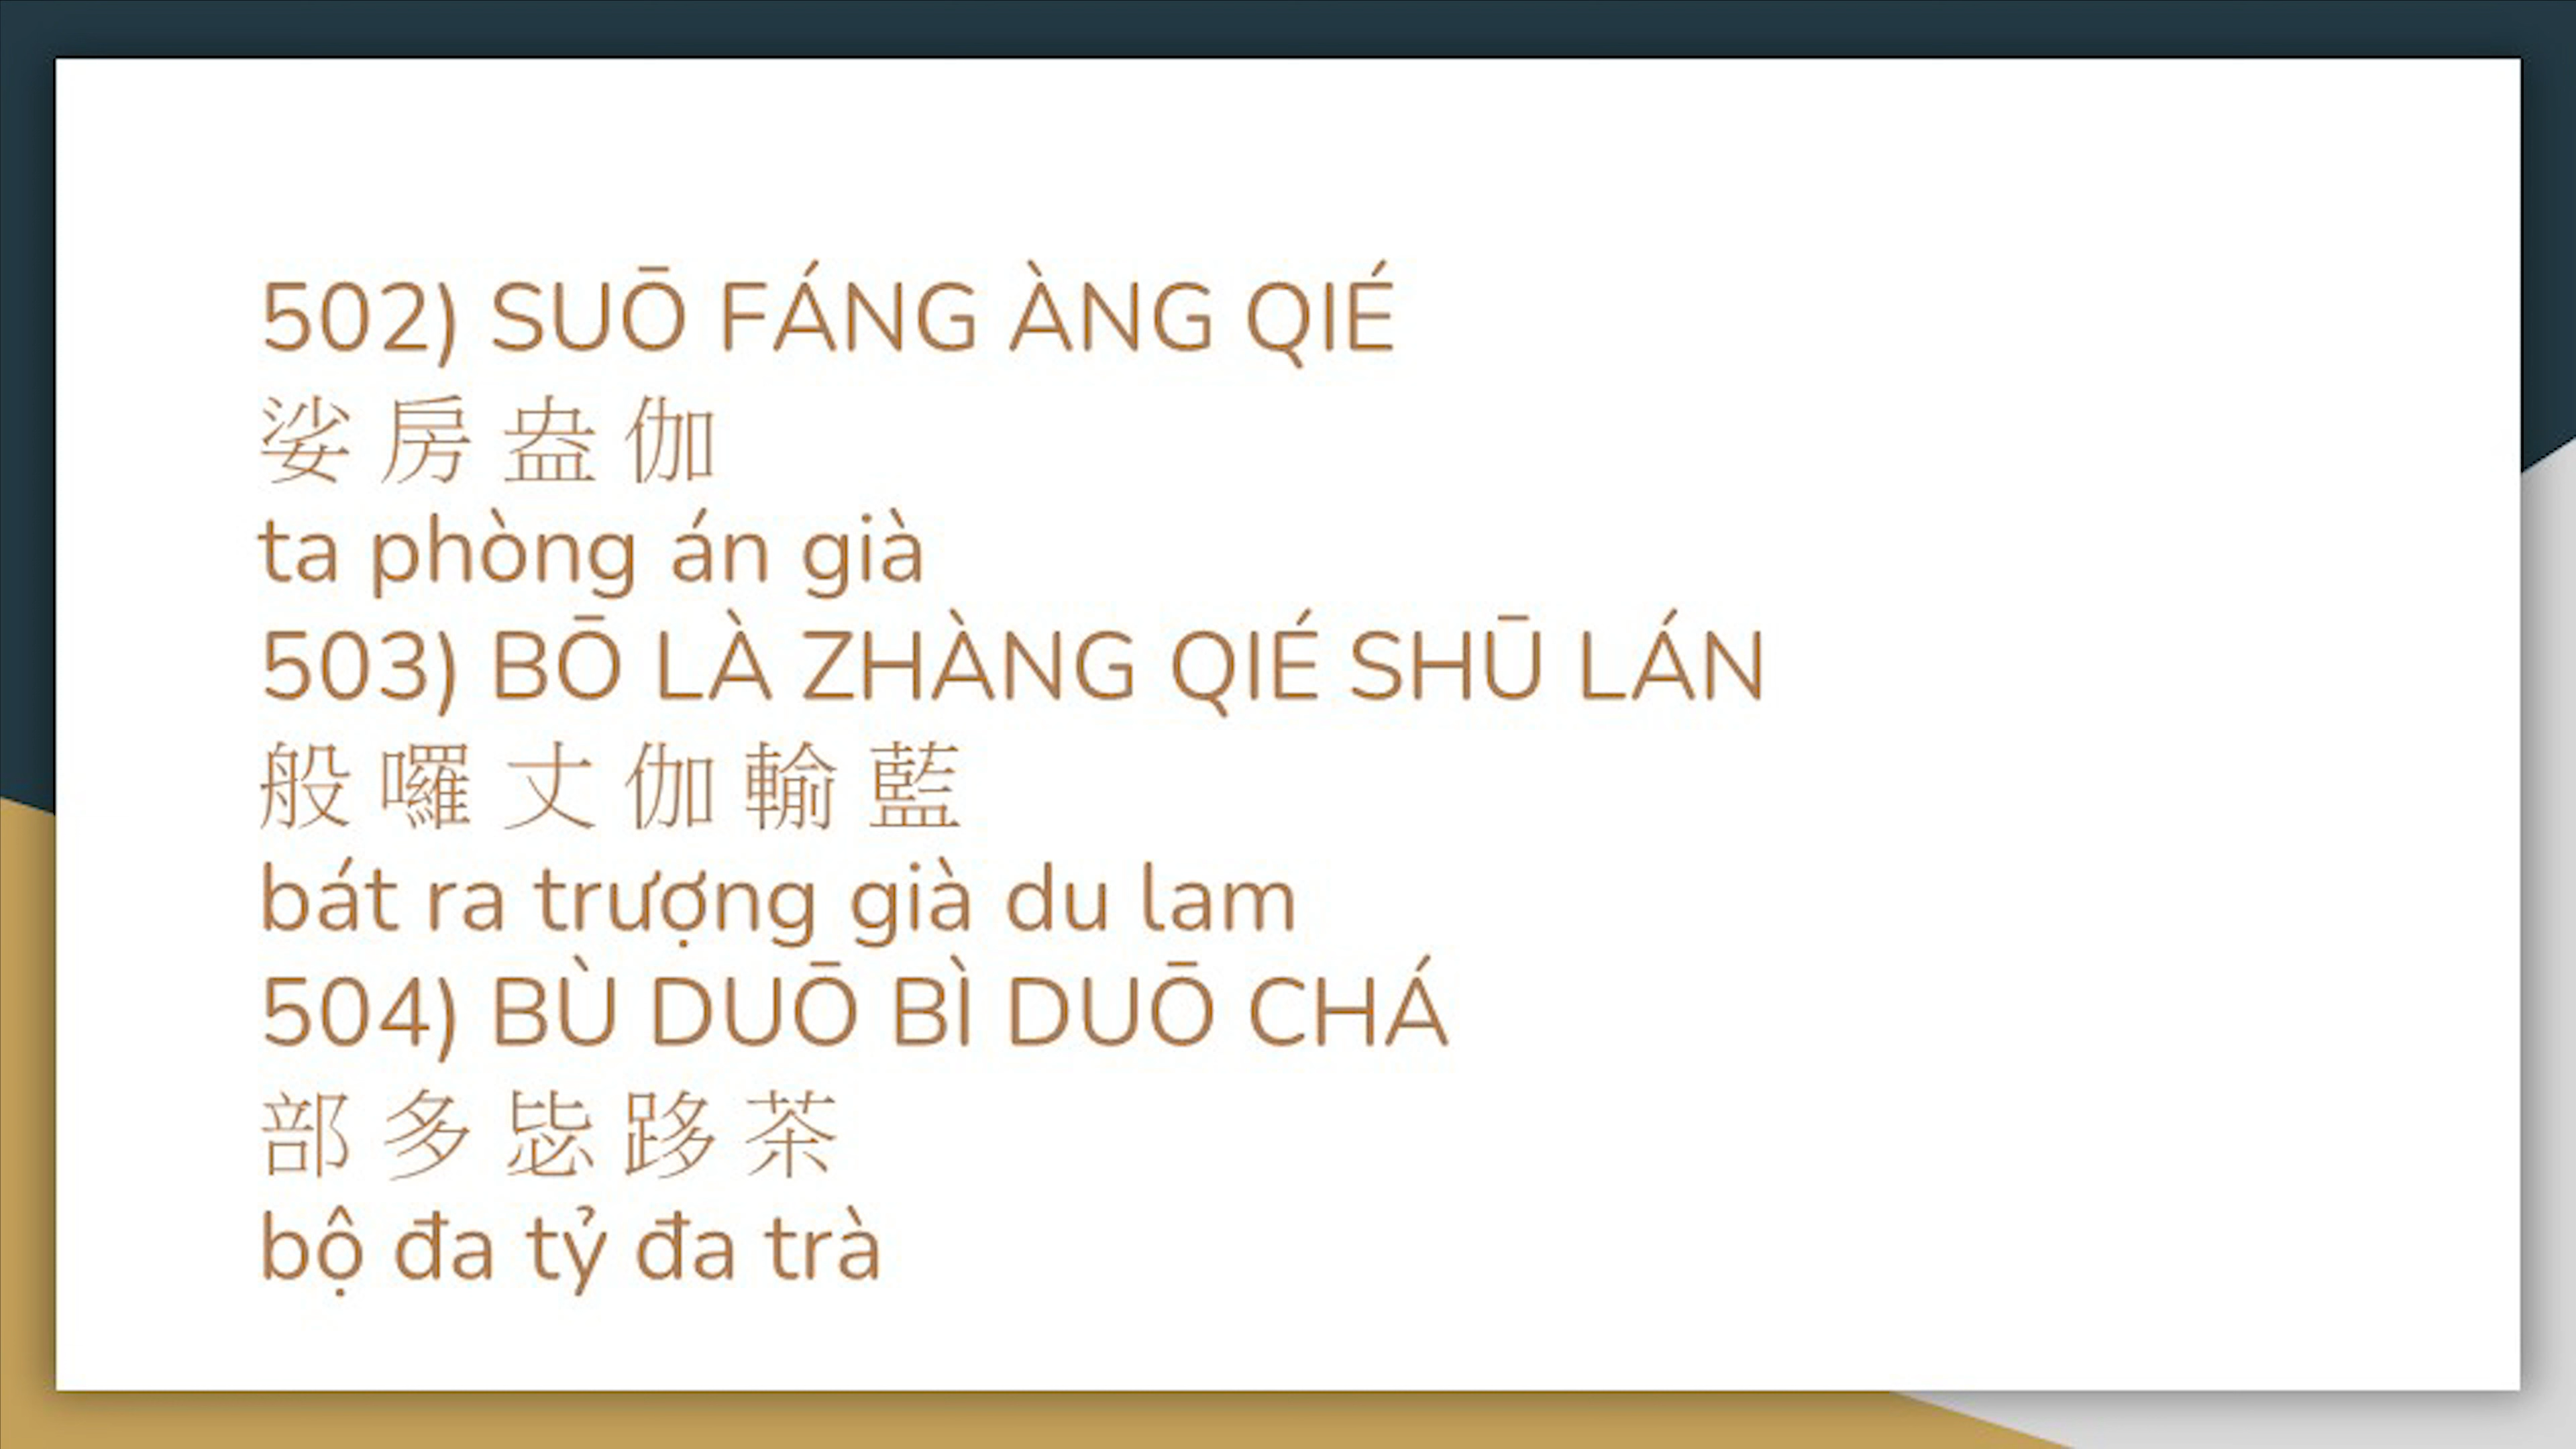 502) SUŌ FÁNG ÀNG QIÉ
娑 房 盎 伽
ta phòng án già
503) BŌ LÀ ZHÀNG QIÉ SHŪ LÁN
般 囉 丈 伽 輸 藍
bát ra trượng già du lam
504) BÙ DUŌ BÌ DUŌ CHÁ
部 多 毖 跢 茶
bộ đa tỷ đa trà